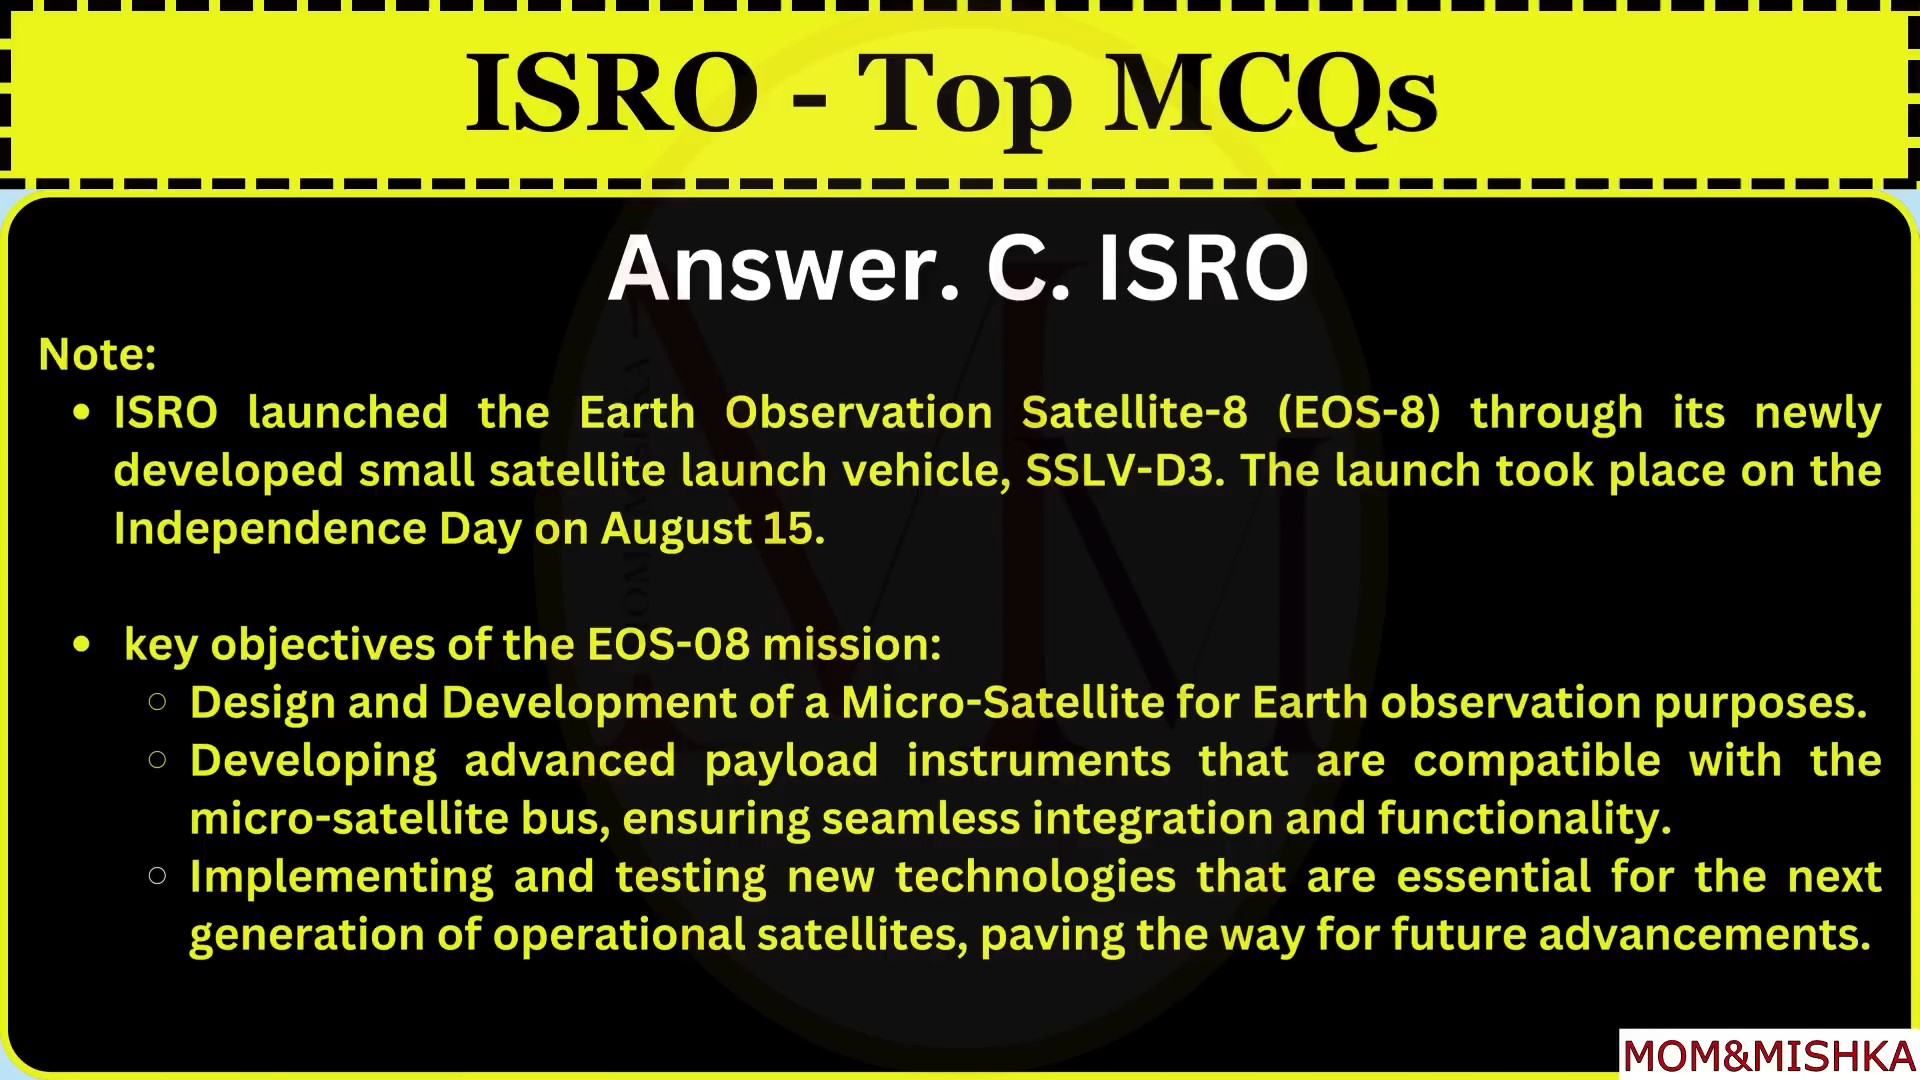 ISRO - Top MCQs
Answer. C. ISRO
Note:
• ISRO launched the Earth Observation Satellite-8 (EOS-8) through its newly
developed small satellite launch vehicle, SSLV-D3. The launch took place on the
Independence Day on August 15.
• key objectives of the EOS-08 mission:
○ Design and Development of a Micro-Satellite for Earth observation purposes.
○ Developing advanced payload instruments that are compatible with the
micro-satellite bus, ensuring seamless integration and functionality.
○ Implementing and testing new technologies that are essential for the next
generation of operational satellites, paving the way for future advancements.
MOM&MISHKA